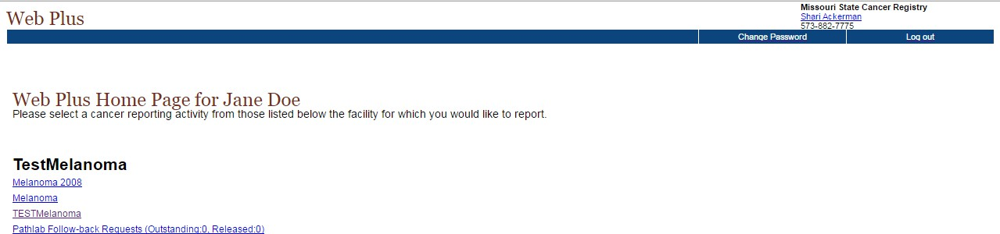 Web Plus
Missouri State Cancer Registry
Shari Ackerman
573-882-7775
Change Password
Log out
Web Plus Home Page for Jane Doe
Please select a cancer reporting activity from those listed below the facility for which you would like to report.
TestMelanoma
Melanoma 2008
Melanoma
TESTMelanoma
Pathlab Follow-back Requests (Outstanding:0, Released:0)